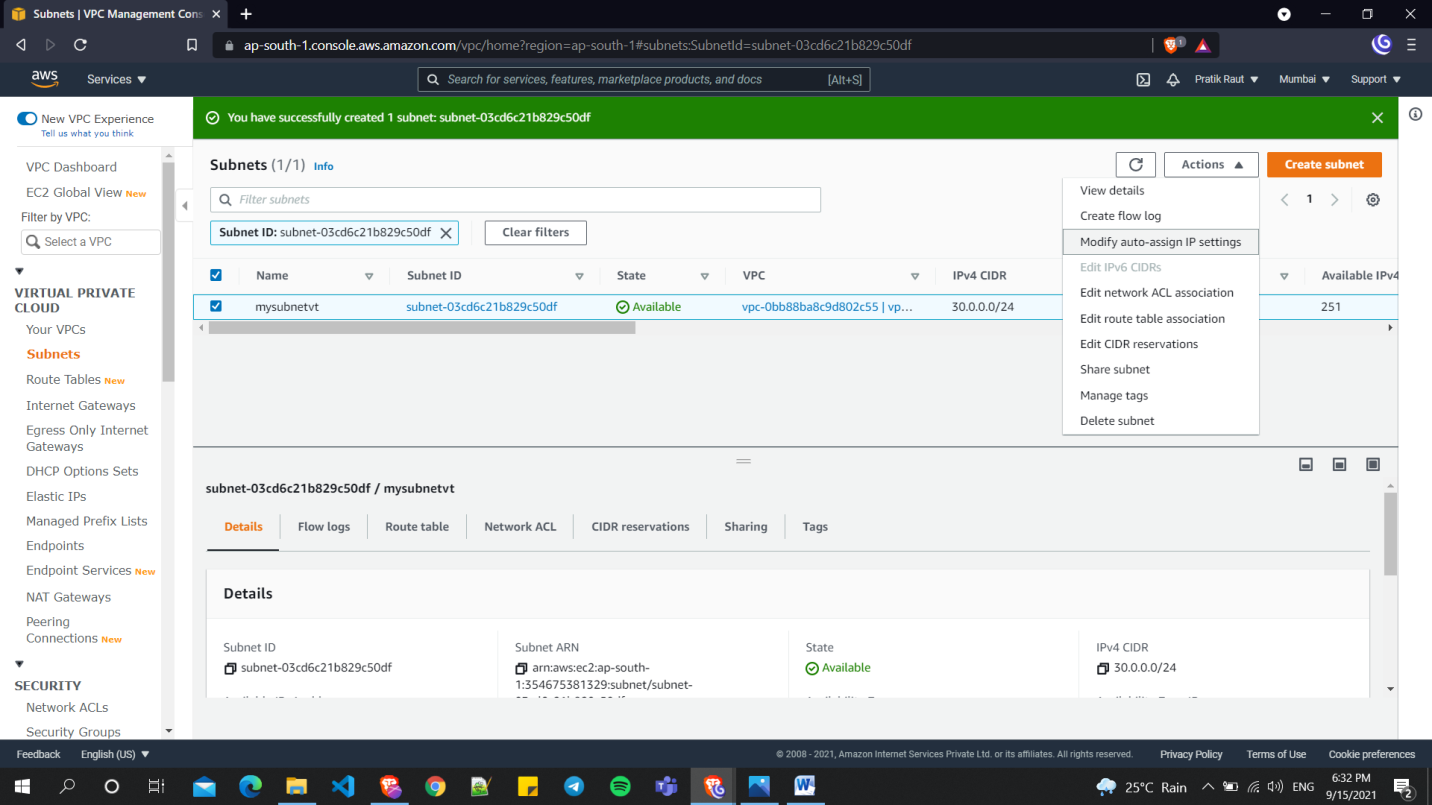 Subnets | VPC Management Cons
ap-south-1.console.aws.amazon.com/vpc/home?region=ap-south-1#subnets:SubnetId=subnet-03cd6c21b829c50df
1
aws
Services
Search for services, features, marketplace products, and docs [Alt+S]
Pratik Raut
Mumbai
Support
New VPC Experience
Tell us what you think
VPC Dashboard
EC2 Global View New
Filter by VPC:
Select a VPC
VIRTUAL PRIVATE
CLOUD
Your VPCs
Subnets
Route Tables New
Internet Gateways
Egress Only Internet
Gateways
DHCP Options Sets
Elastic IPs
Managed Prefix Lists
Endpoints
Endpoint Services New
NAT Gateways
Peering
Connections New
SECURITY
Network ACLs
Security Groups
You have successfully created 1 subnet: subnet-03cd6c21b829c50df
Subnets (1/1) Info
Actions
Create subnet
Filter subnets
1
Subnet ID: subnet-03cd6c21b829c50df
Clear filters
View details
Create flow log
Modify auto-assign IP settings
Edit IPv6 CIDRs
Edit network ACL association
Edit route table association
Edit CIDR reservations
Share subnet
Manage tags
Delete subnet
Name Subnet ID State VPC IPv4 CIDR Available IPv4
mysubnetvt subnet-03cd6c21b829c50df Available vpc-0bb88ba8c9d802c55 | vp... 30.0.0.0/24 251
subnet-03cd6c21b829c50df / mysubnetvt
Details Flow logs Route table Network ACL CIDR reservations Sharing Tags
Details
Subnet ID
subnet-03cd6c21b829c50df
Subnet ARN
arn:aws:ec2:ap-south-
1:354675381329:subnet/subnet-
State
Available
IPv4 CIDR
30.0.0.0/24
Feedback English (US)
© 2008 - 2021, Amazon Internet Services Private Ltd. or its affiliates. All rights reserved.
Privacy Policy Terms of Use Cookie preferences
25°C Rain
ENG
6:32 PM
9/15/2021
2